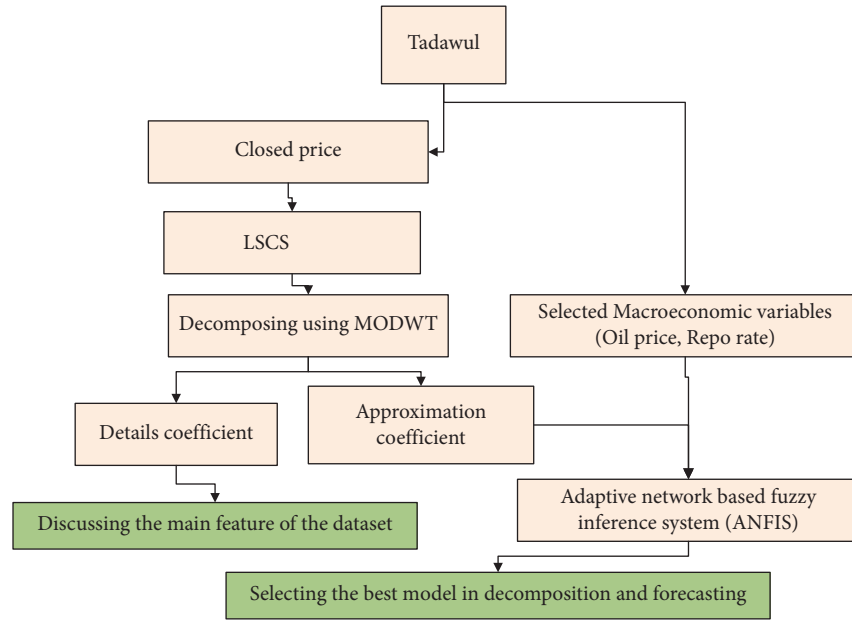 Tadawul
Closed price
LSCS
Decomposing using MODWT
Selected Macroeconomic variables
(Oil price, Repo rate)
Details coefficient
Approximation
coefficient
Adaptive network based fuzzy
inference system (ANFIS)
Discussing the main feature of the dataset
Selecting the best model in decomposition and forecasting